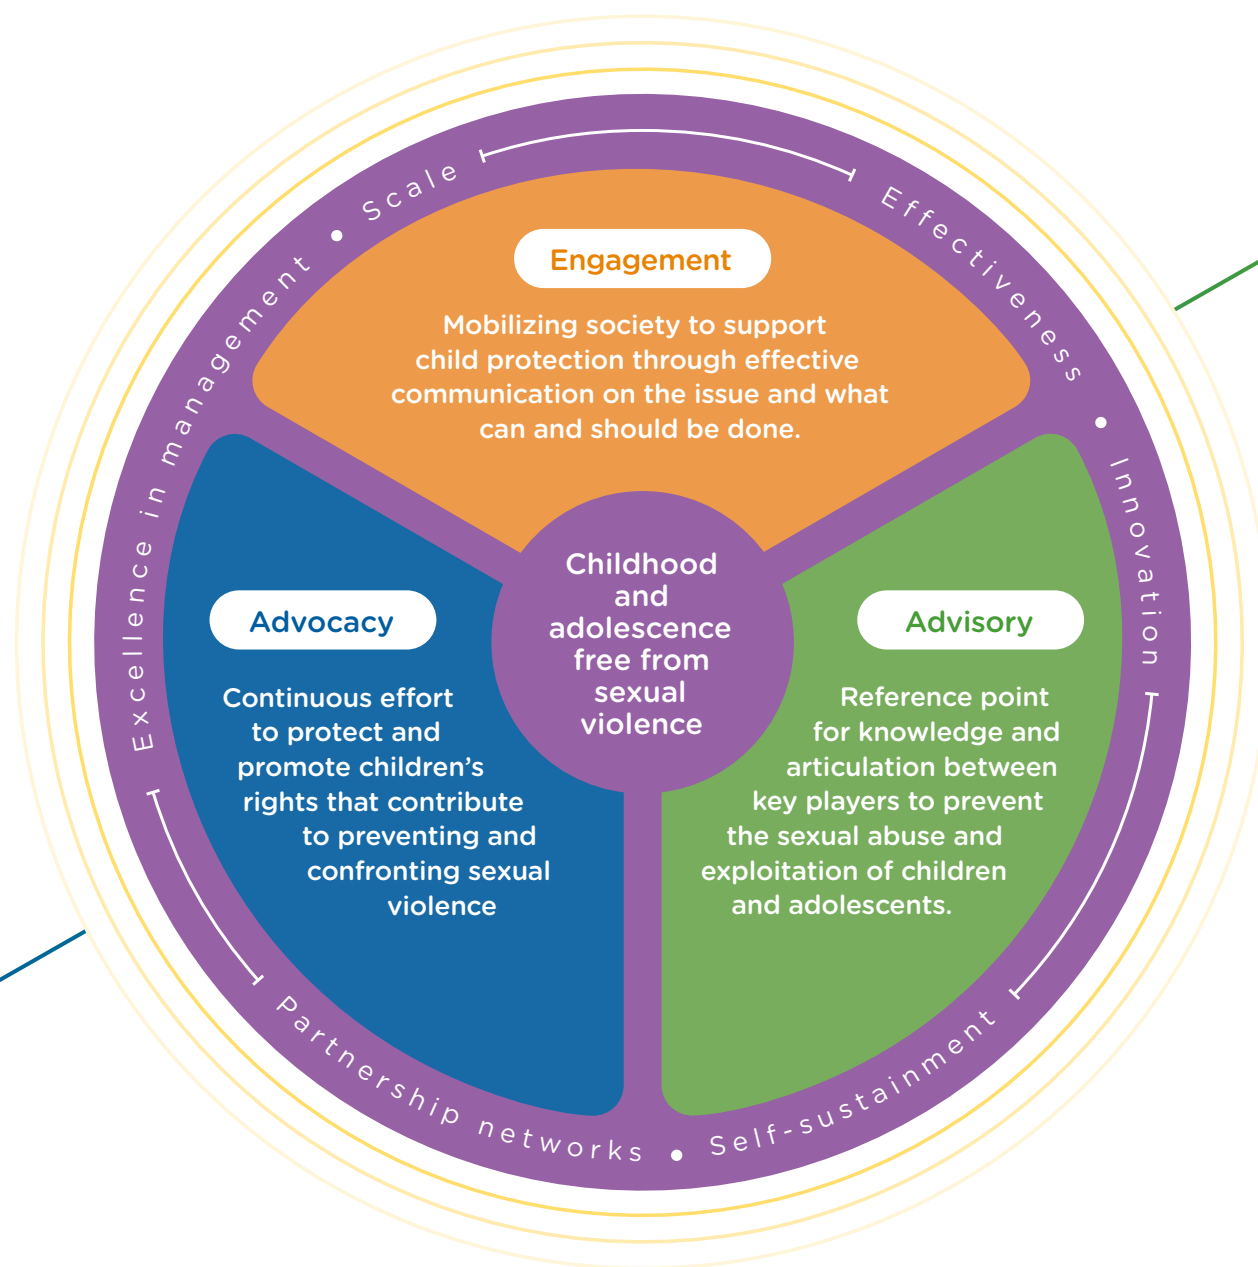 Excellence in management • Scale
Effectiveness • Innovation
Engagement
Mobilizing society to support
child protection through effective
communication on the issue and what
can and should be done.
Childhood
and
adolescence
free from
sexual
violence
Advocacy
Continuous effort
to protect and
promote children’s
rights that contribute
to preventing and
confronting sexual
violence
Advisory
Reference point
for knowledge and
articulation between
key players to prevent
the sexual abuse and
exploitation of children
and adolescents.
Partnership networks • Self-sustainment